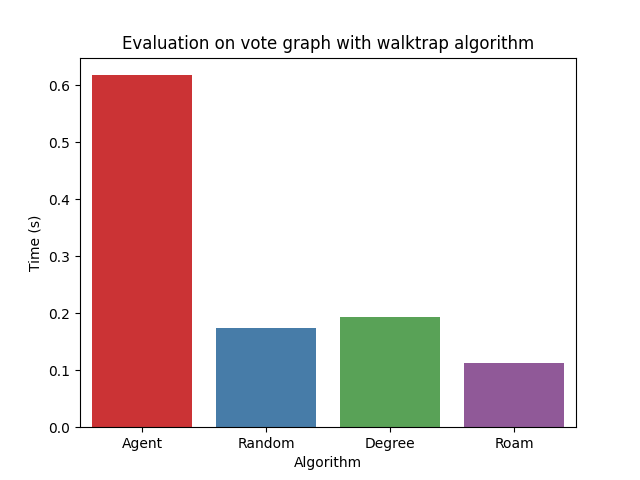 Evaluation on vote graph with walktrap algorithm
0.6
0.5
0.4
0.3
0.2
0.1
0.0
Time (s)
Agent Random Degree Roam
Algorithm